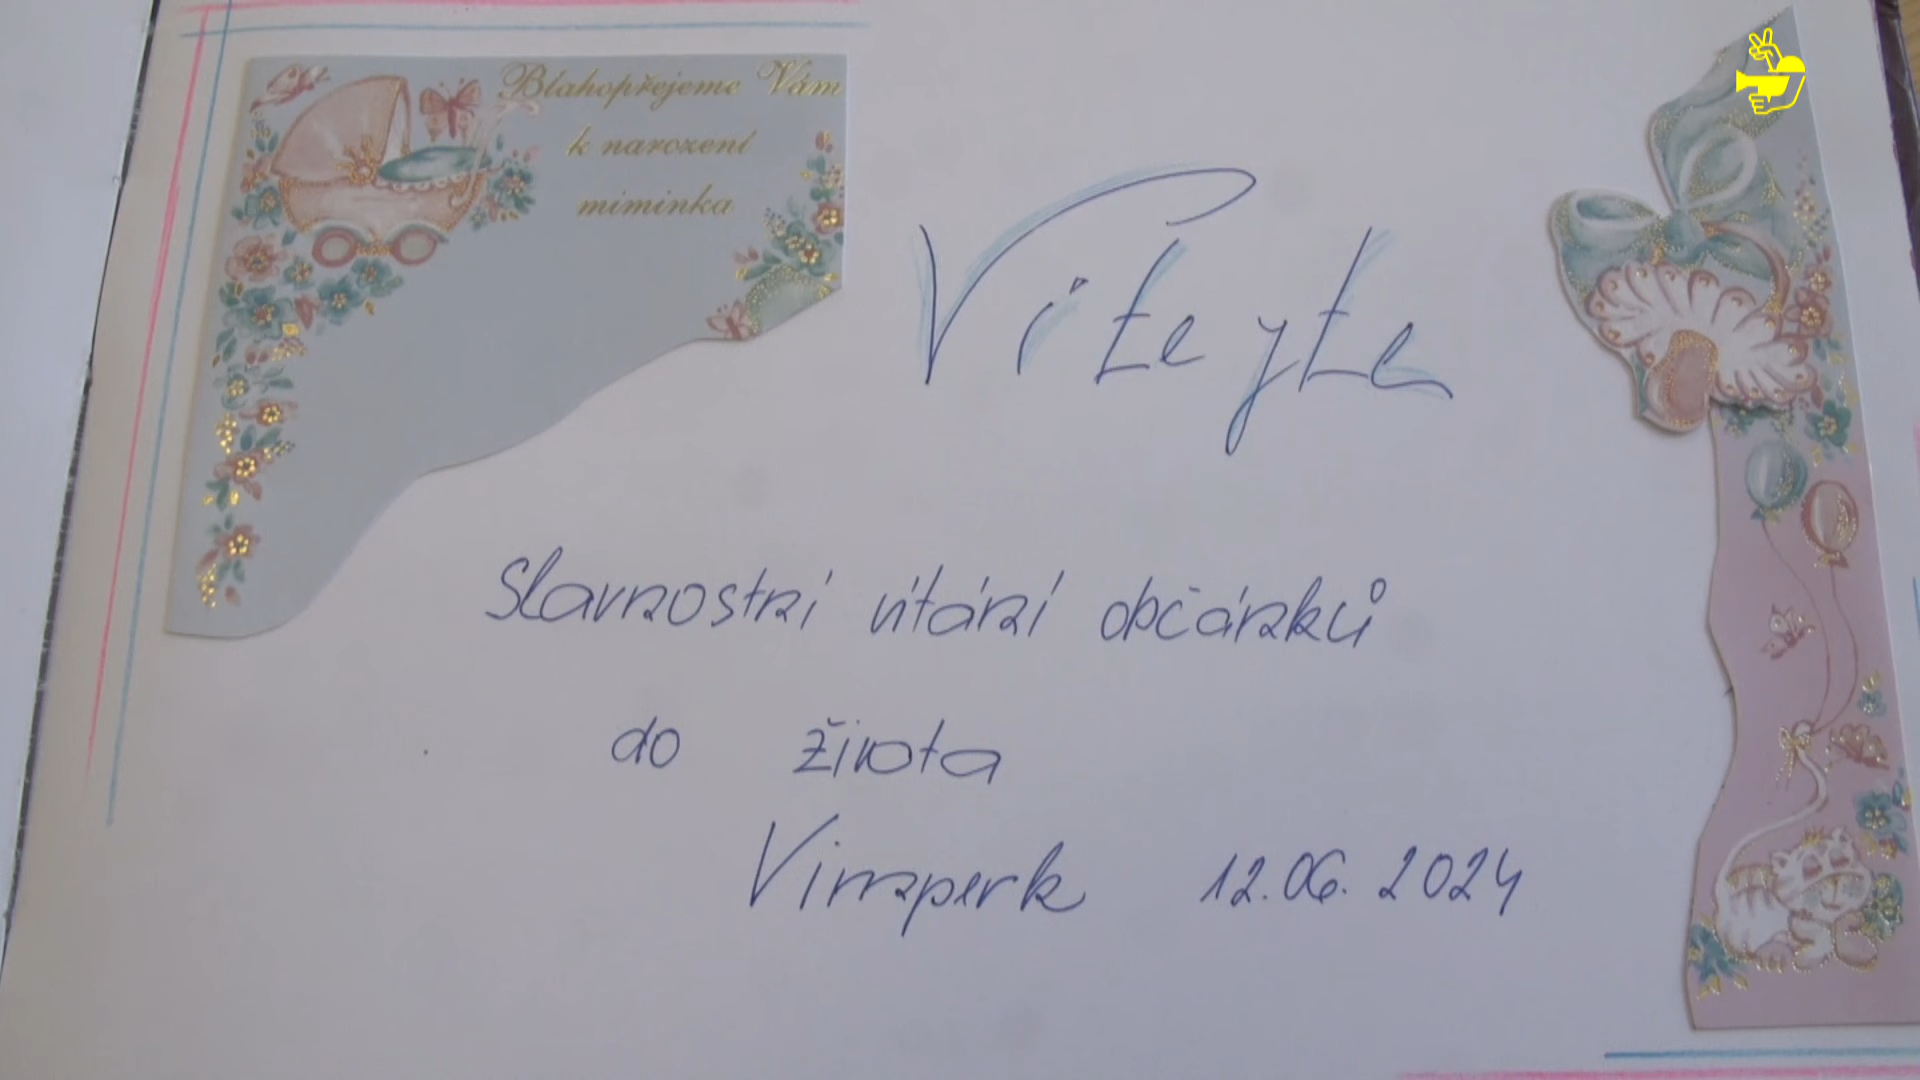 Blahopřejeme Vám
k narození
miminka
Vítejte
Slavnostní vítání občánků
do života
Vimperk 12.06.2024